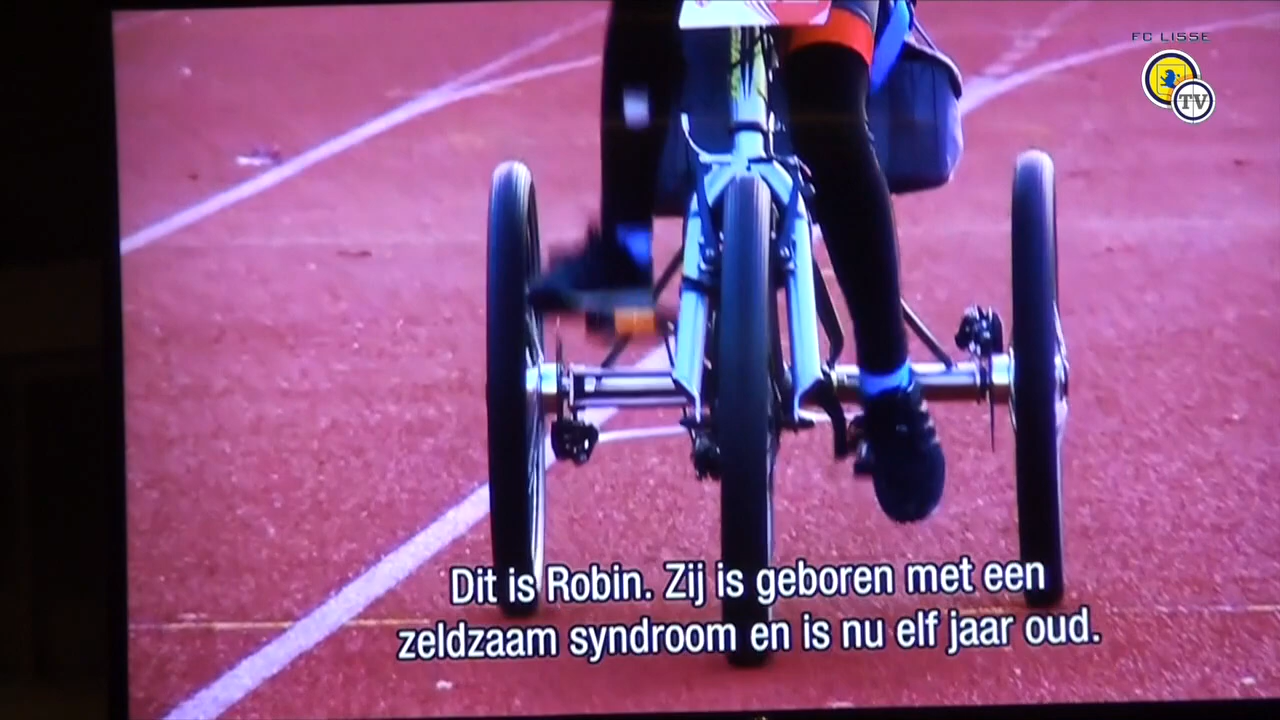 FC LISSE
TV
Dit is Robin. Zij is geboren met een
zeldzaam syndroom en is nu elf jaar oud.